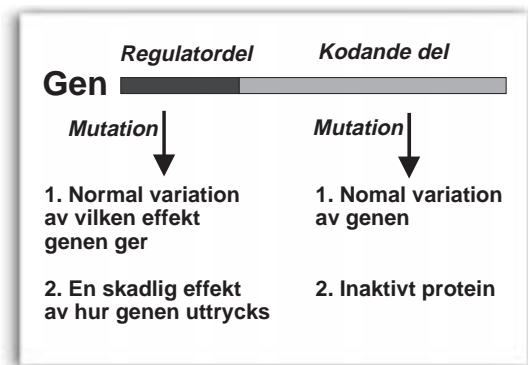 Regulatordel
Kodande del
Gen
Mutation
Mutation
1. Normal variation
av vilken effekt
genen ger
2. En skadlig effekt
av hur genen uttrycks
1. Nomal variation
av genen
2. Inaktivt protein